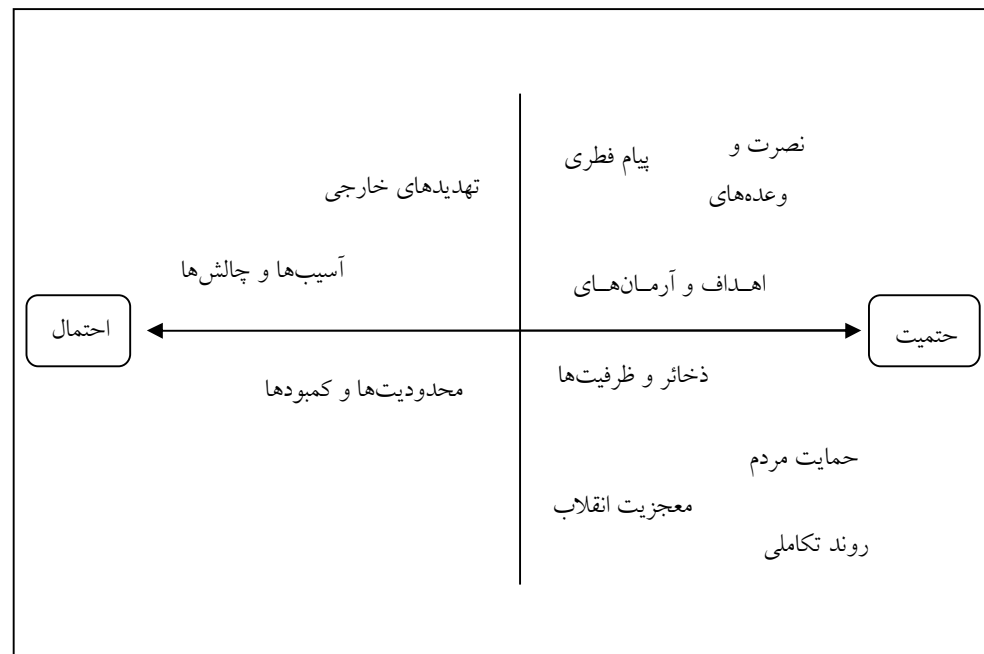 نصرت و
پیام فطری
وعده‌های
تهدیدهای خارجی
آسیب‌ها و چالش‌ها
اهـداف و آرمـان‌هـای
حتمیت
احتمال
ذخائر و ظرفیت‌ها
محدودیت‌ها و کمبودها
حمایت مردم
معجزیت انقلاب
روند تکاملی